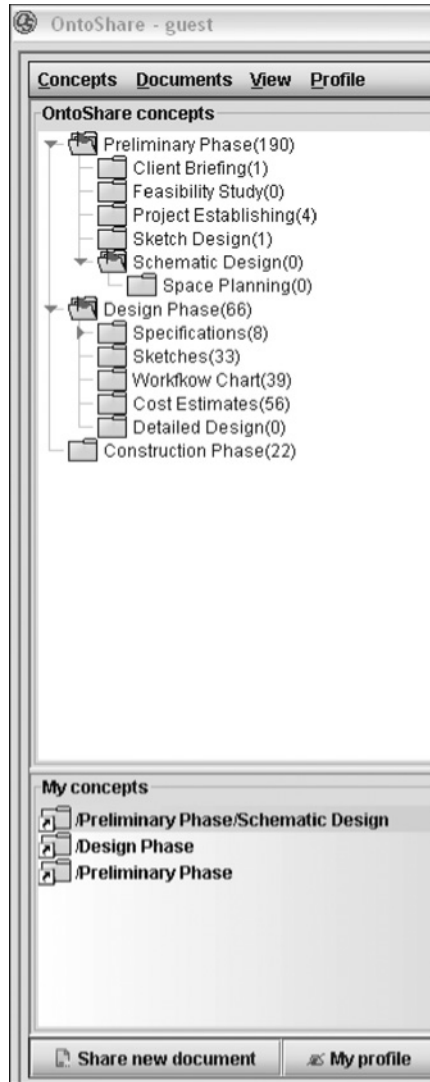 OntoShare - guest
Concepts Documents View Profile
OntoShare concepts
Preliminary Phase(190)
Client Briefing(1)
Feasibility Study(0)
Project Establishing(4)
Sketch Design(1)
Schematic Design(0)
Space Planning(0)
Design Phase(66)
Specifications(8)
Sketches(33)
Workfkow Chart(39)
Cost Estimates(56)
Detailed Design(0)
Construction Phase(22)
My concepts
/Preliminary Phase/Schematic Design
/Design Phase
/Preliminary Phase
Share new document My profile